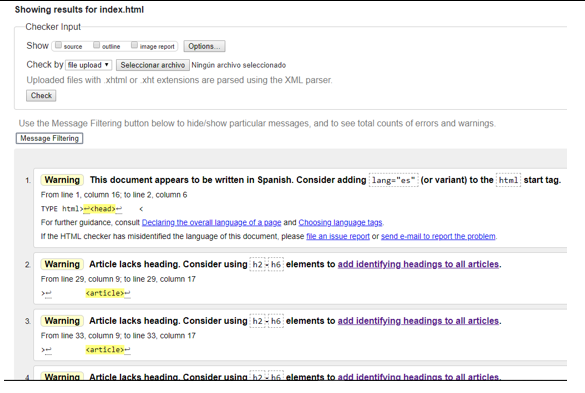 Showing results for index.html
Checker Input
Show source outline image report Options...
Check by file upload ▾ Seleccionar archivo Ningún archivo seleccionado
Uploaded files with .xhtml or .xht extensions are parsed using the XML parser.
Check
Use the Message Filtering button below to hide/show particular messages, and to see total counts of errors and warnings.
Message Filtering
1. Warning This document appears to be written in Spanish. Consider adding lang="es" (or variant) to the html start tag.
From line 1, column 16; to line 2, column 6
TYPE html>↩<head>↩ <
For further guidance, consult Declaring the overall language of a page and Choosing language tags.
If the HTML checker has misidentified the language of this document, please file an issue report or send e-mail to report the problem.
2. Warning Article lacks heading. Consider using h2-h6 elements to add identifying headings to all articles.
From line 29, column 9; to line 29, column 17
>↩ <article>↩
3. Warning Article lacks heading. Consider using h2-h6 elements to add identifying headings to all articles.
From line 33, column 9; to line 33, column 17
>↩ <article>↩
4. Warning Article lacks heading. Consider using h2-h6 elements to add identifying headings to all articles.